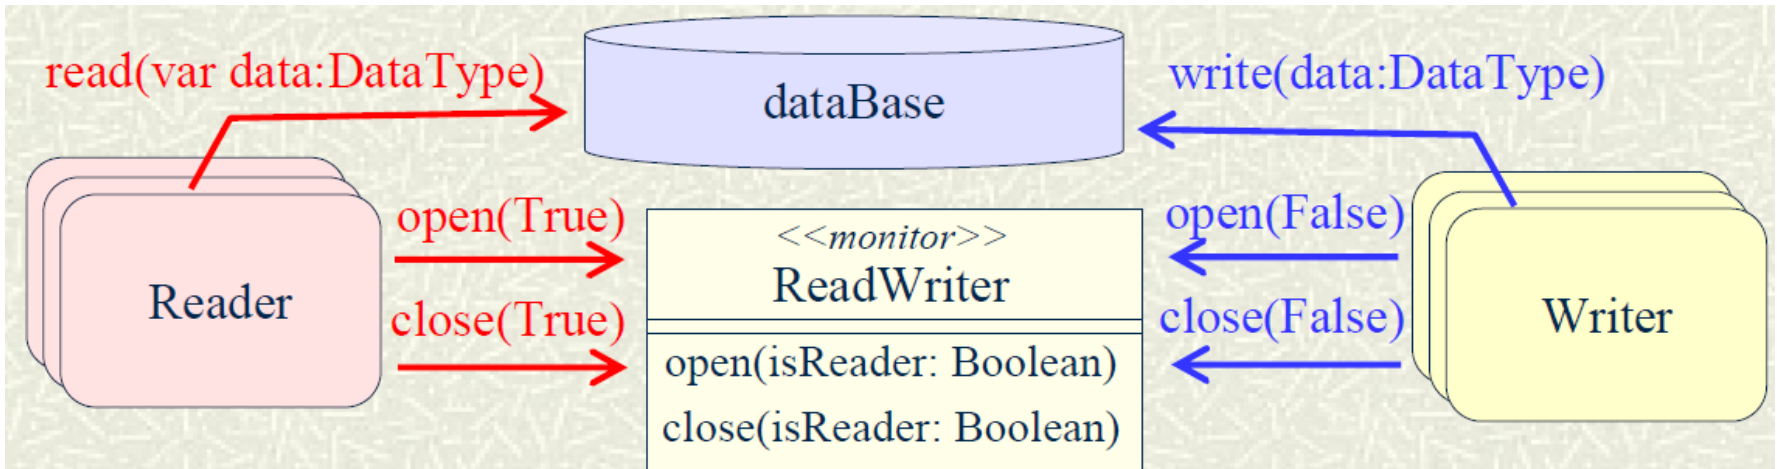 read(var data:DataType)
dataBase
write(data:DataType)
open(True)
<<monitor>>
open(False)
Reader
ReadWriter
Writer
close(True)
close(False)
open(isReader: Boolean)
close(isReader: Boolean)